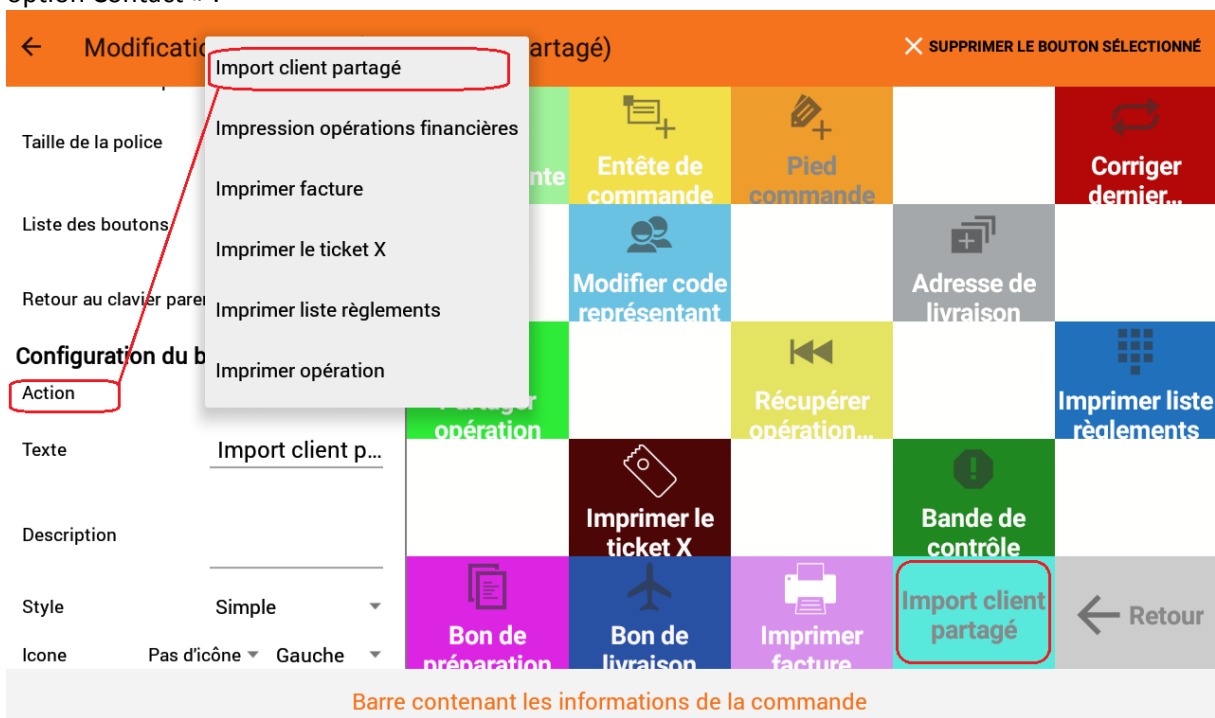 Modificatio
artagé)
SUPPRIMER LE BOUTON SÉLECTIONNÉ
Import client partagé
Impression opérations financières
Imprimer facture
Imprimer le ticket X
Imprimer liste règlements
Imprimer opération
Taille de la police
Liste des boutons
Retour au clavier pare
Configuration du b
Action
Texte
Import client p...
Description
Style
Simple
Icone
Pas d'icône
Gauche
nte
Entête de
commande
Pied
commande
Corriger
dernier...
Modifier code
représentant
Adresse de
livraison
Partager
opération
Récupérer
opération...
Imprimer liste
règlements
Imprimer le
ticket X
Bande de
contrôle
Bon de
préparation
Bon de
livraison
Imprimer
facture
Import client
partagé
Retour
Barre contenant les informations de la commande